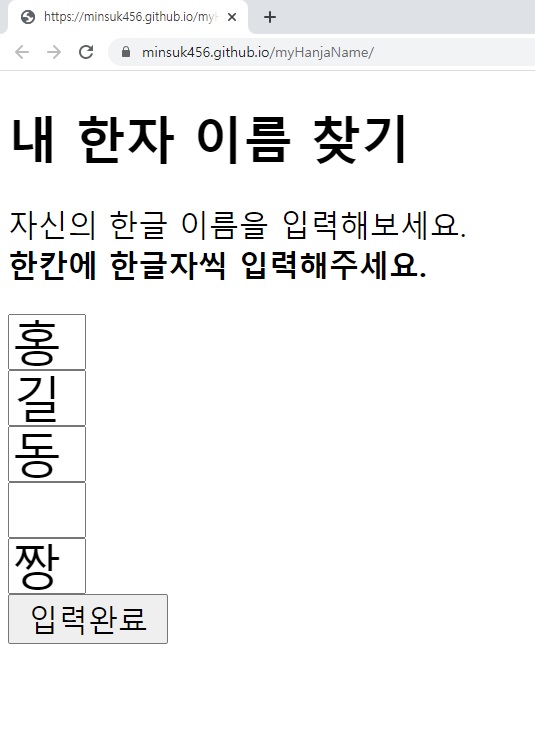 https://minsuk456.github.io/myH
minsuk456.github.io/myHanjaName/
내 한자 이름 찾기
자신의 한글 이름을 입력해보세요.
한칸에 한글자씩 입력해주세요.
홍
길
동
짱
입력완료